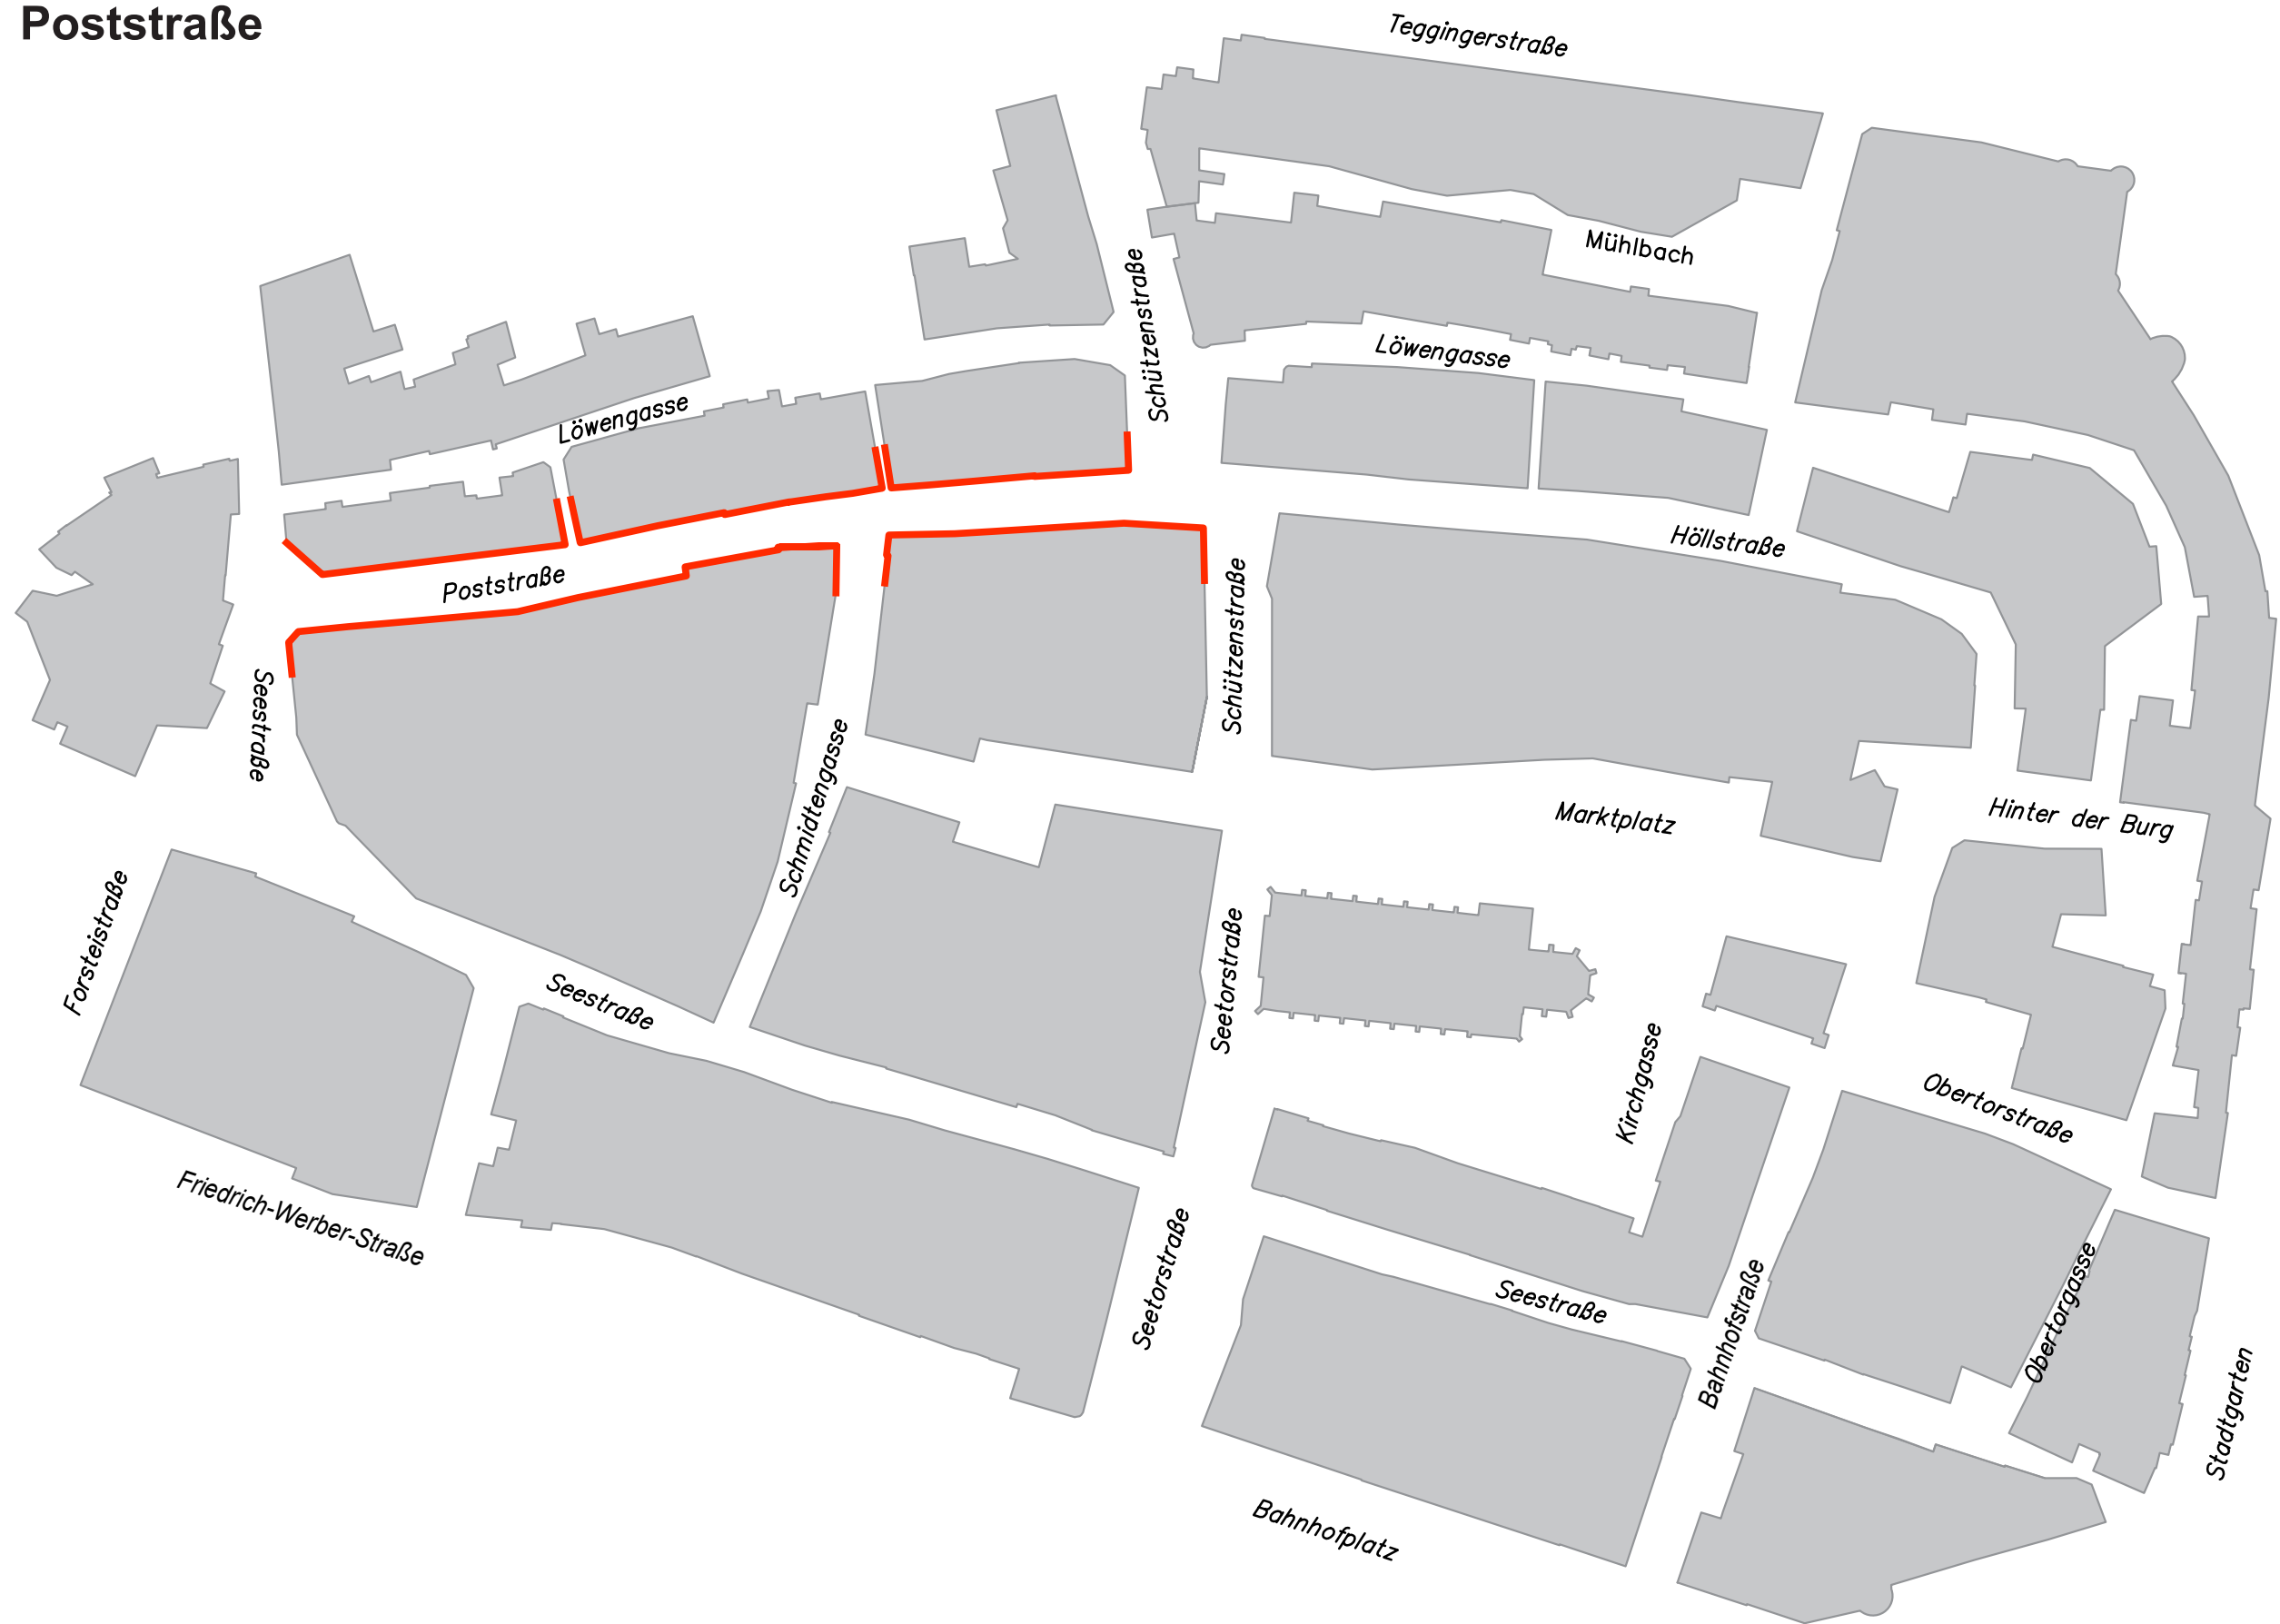 Poststraße
Teggingerstraße
Mühlbach
Schützenstraße
Löwengasse
Löwengasse
Höllstraße
Poststraße
Schützenstraße
Seestraße
Schmidtengasse
Marktplatz
Hinter der Burg
Forsteistraße
Seetorstraße
Seestraße
Kirchgasse
Obertorstraße
Friedrich-Werber-Straße
Seetorstraße
Seestraße
Bahnhofstraße
Obertorgasse
Stadtgarten
Bahnhofplatz